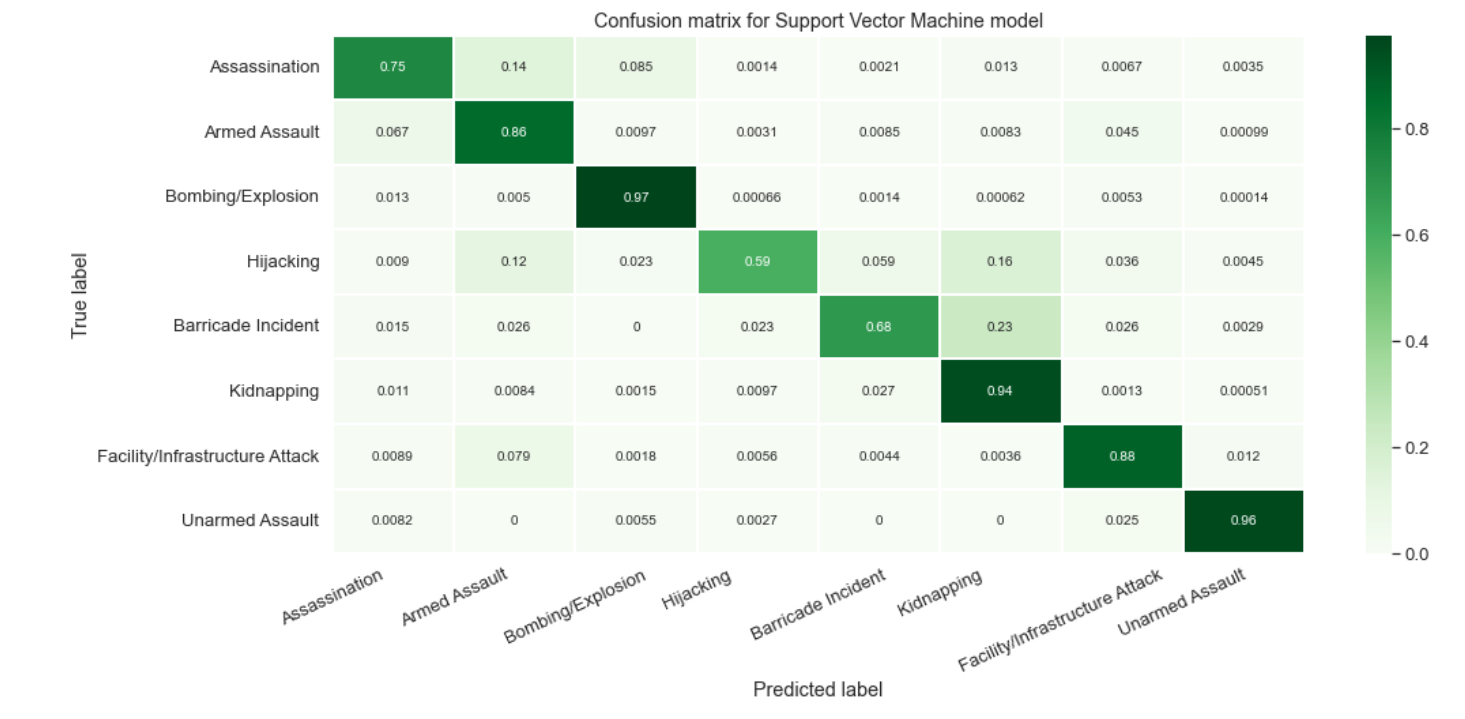 Confusion matrix for Support Vector Machine model
Assassination 0.75 0.14 0.085 0.0014 0.0021 0.013 0.0067 0.0035
Armed Assault 0.067 0.86 0.0097 0.0031 0.0085 0.0083 0.045 0.00099
Bombing/Explosion 0.013 0.005 0.97 0.00066 0.0014 0.00062 0.0053 0.00014
Hijacking 0.009 0.12 0.023 0.59 0.059 0.16 0.036 0.0045
Barricade Incident 0.015 0.026 0 0.023 0.68 0.23 0.026 0.0029
Kidnapping 0.011 0.0084 0.0015 0.0097 0.027 0.94 0.0013 0.00051
Facility/Infrastructure Attack 0.0089 0.079 0.0018 0.0056 0.0044 0.0036 0.88 0.012
Unarmed Assault 0.0082 0 0.0055 0.0027 0 0 0.025 0.96
True label
Assassination
Armed Assault
Bombing/Explosion
Hijacking
Barricade Incident
Kidnapping
Facility/Infrastructure Attack
Unarmed Assault
Predicted label
0.8
0.6
0.4
0.2
0.0